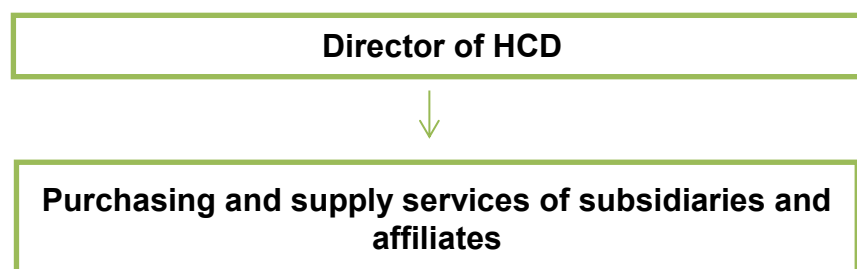 Director of HCD
Purchasing and supply services of subsidiaries and
affiliates